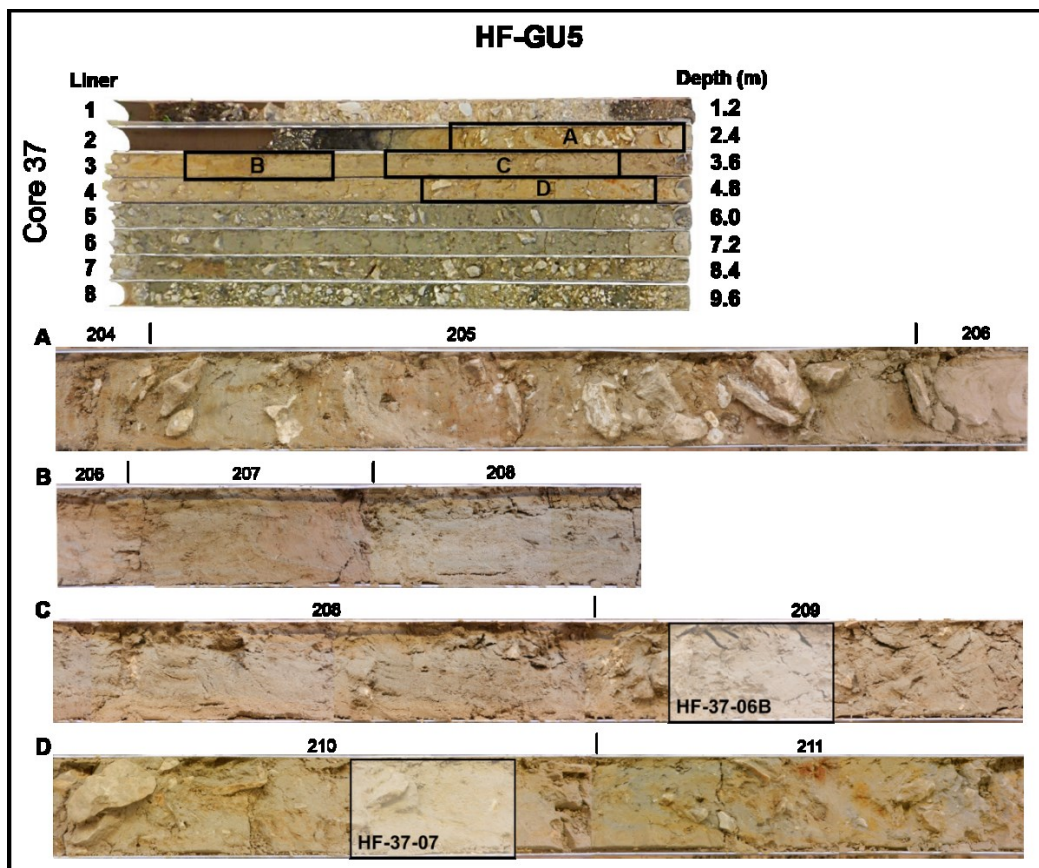 HF-GU5
Liner
Depth (m)
Core 37
1 1.2
2 A 2.4
3 B C 3.6
4 D 4.8
5 6.0
6 7.2
7 8.4
8 9.6
A 204 | 205 | 206
B 206 | 207 | 208
C 208 | 209
HF-37-06B
D 210 | 211
HF-37-07